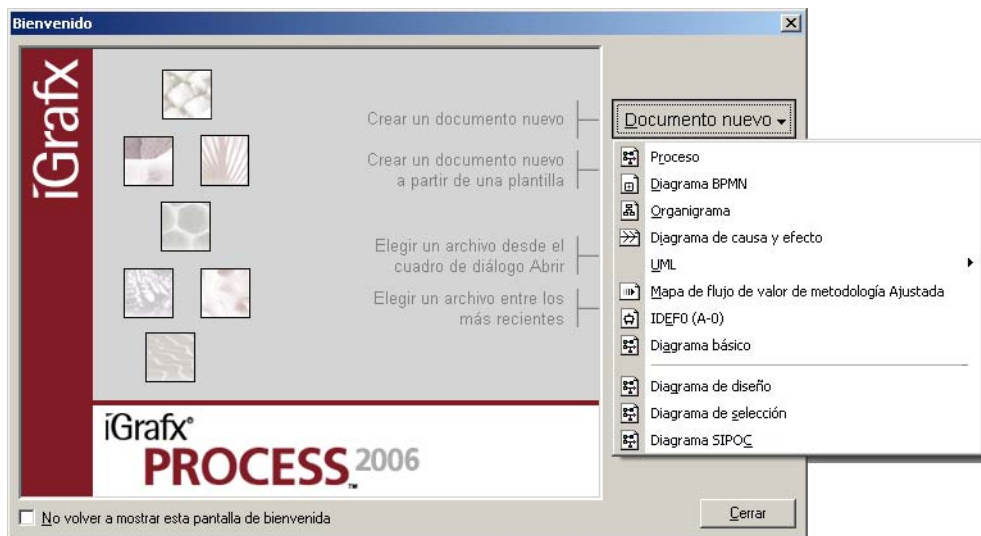 Bienvenido
iGrafx
Crear un documento nuevo
Crear un documento nuevo
a partir de una plantilla
Elegir un archivo desde el
cuadro de diálogo Abrir
Elegir un archivo entre los
más recientes
iGrafx®
PROCESS™ 2006
No volver a mostrar esta pantalla de bienvenida
Documento nuevo
Proceso
Diagrama BPMN
Organigrama
Diagrama de causa y efecto
UML
Mapa de flujo de valor de metodología Ajustada
IDEF0 (A-0)
Diagrama básico
Diagrama de diseño
Diagrama de selección
Diagrama SIPOC
Cerrar